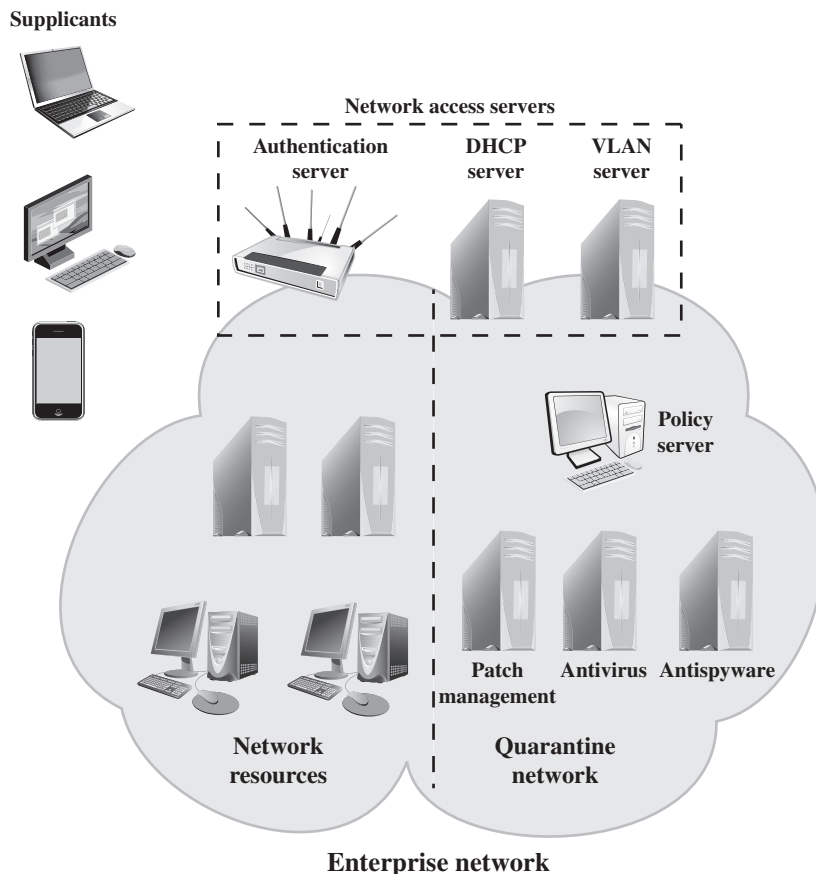 Supplicants
Network access servers
Authentication
server
DHCP
server
VLAN
server
Policy
server
Patch
management
Antivirus
Antispyware
Network
resources
Quarantine
network
Enterprise network